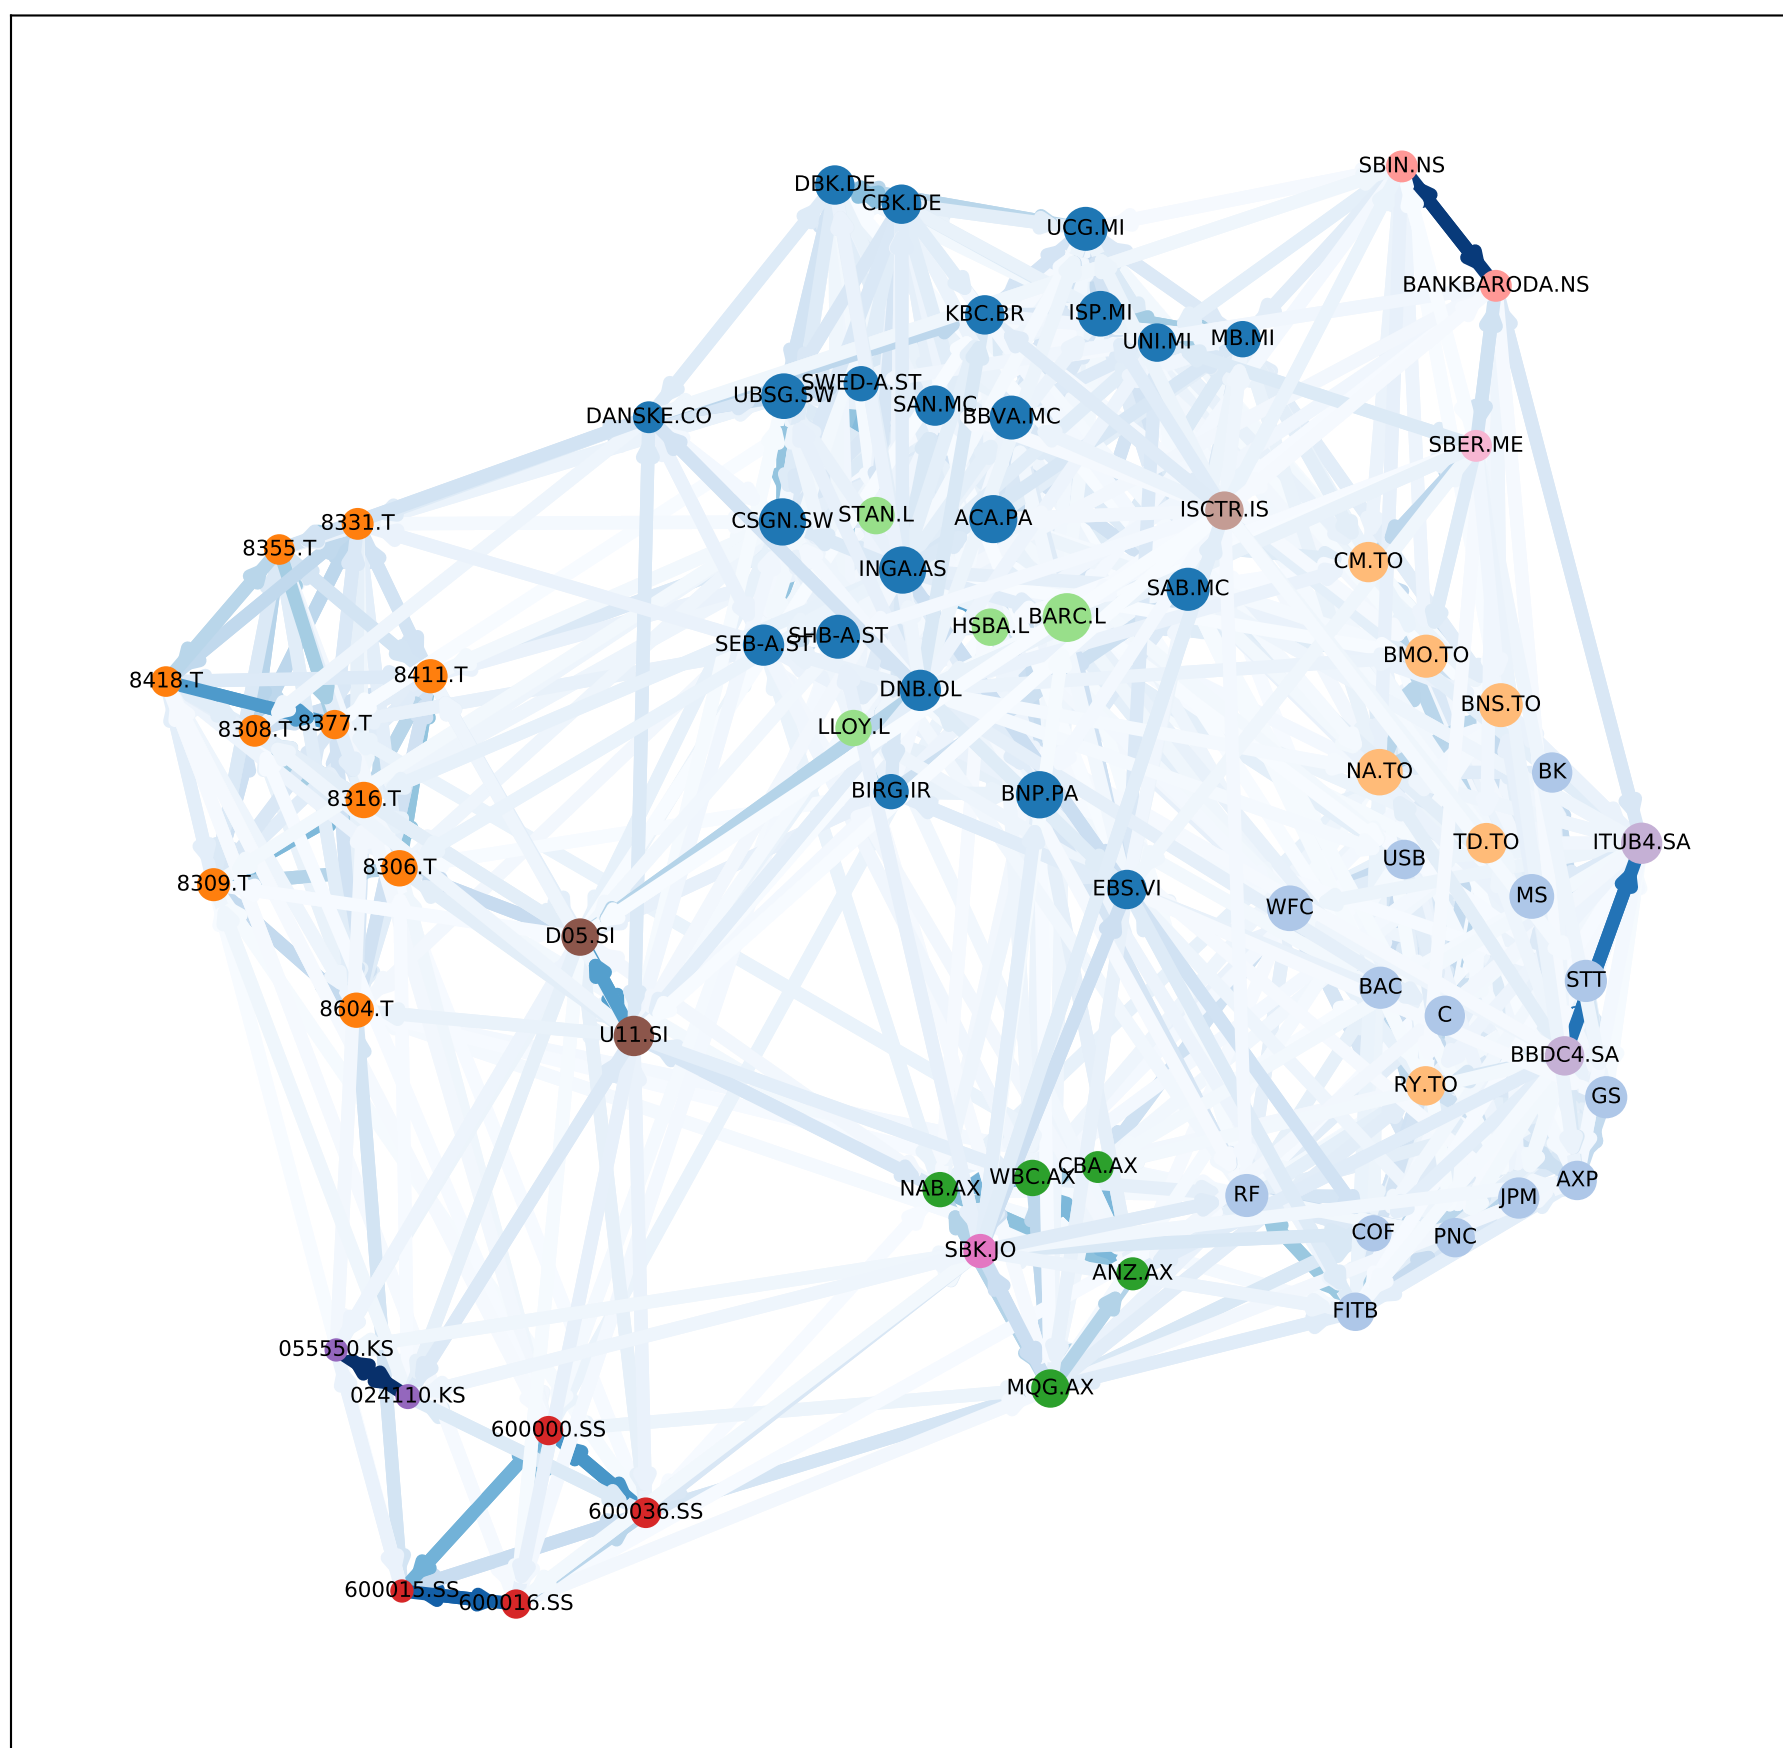 SBIN.NS
DBK.DE
CBK.DE
UCG.MI
BANKBARODA.NS
KBC.BR
ISP.MI
UNI.MI
MB.MI
SWED-A.ST
UBSG.SW
SAN.MC
BBVA.MC
DANSKE.CO
SBER.ME
8331.T
CSGN.SW
STAN.L
ACA.PA
ISCTR.IS
8355.T
CM.TO
INGA.AS
SAB.MC
BARC.L
HSBA.L
SEB-A.ST
SHB-A.ST
BMO.TO
8418.T
8411.T
DNB.OL
BNS.TO
8308.T
8377.T
LLOY.L
NA.TO
BK
8316.T
BIRG.IR
BNP.PA
TD.TO
ITUB4.SA
USB
8306.T
8309.T
EBS.VI
MS
WFC
D05.SI
STT
BAC
8604.T
C
U11.SI
BBDC4.SA
RY.TO
GS
CBA.AX
WBC.AX
NAB.AX
AXP
RF
JPM
COF
PNC
SBK.JO
ANZ.AX
FITB
055550.KS
MQG.AX
024110.KS
600000.SS
600036.SS
600015.SS
600016.SS